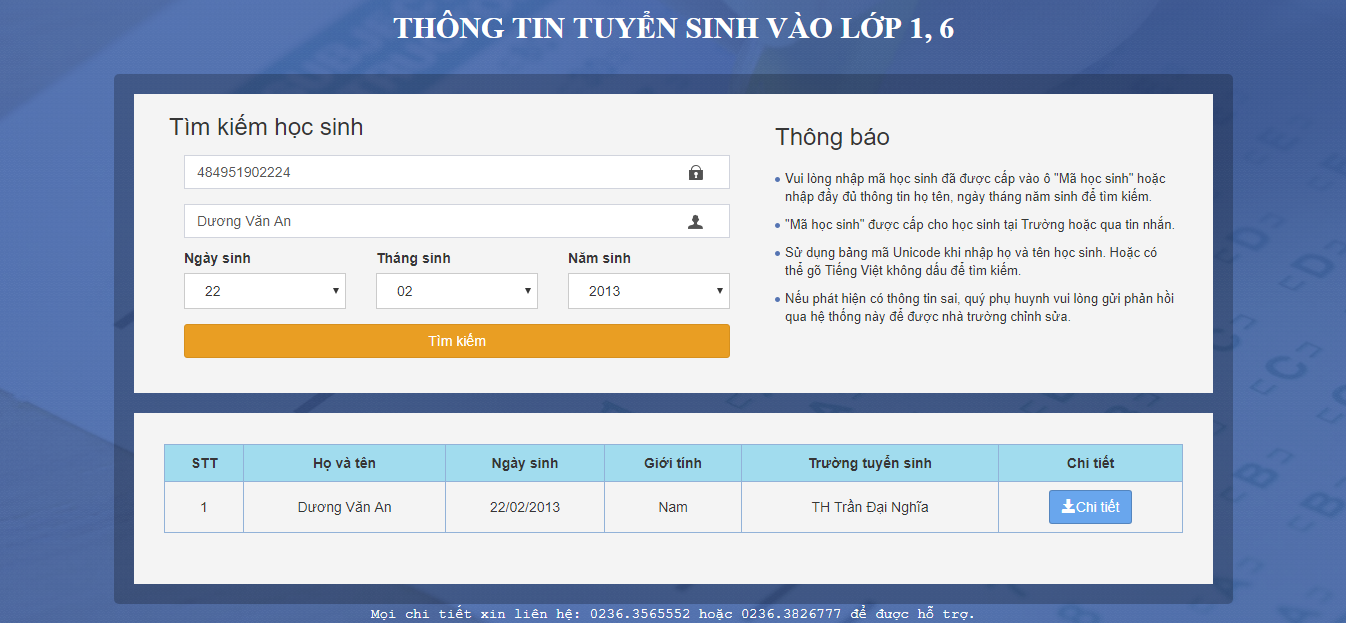 THÔNG TIN TUYỂN SINH VÀO LỚP 1, 6
Tìm kiếm học sinh
484951902224
Dương Văn An
Ngày sinh
Tháng sinh
Năm sinh
22
02
2013
Tìm kiếm
Thông báo
Vui lòng nhập mã học sinh đã được cấp vào ô "Mã học sinh" hoặc
nhập đầy đủ thông tin họ tên, ngày tháng năm sinh để tìm kiếm.
"Mã học sinh" được cấp cho học sinh tại Trường hoặc qua tin nhắn.
Sử dụng bảng mã Unicode khi nhập họ và tên học sinh. Hoặc có
thể gõ Tiếng Việt không dấu để tìm kiếm.
Nếu phát hiện có thông tin sai, quý phụ huynh vui lòng gửi phản hồi
qua hệ thống này để được nhà trường chỉnh sửa.
STT Họ và tên Ngày sinh Giới tính Trường tuyển sinh Chi tiết
1 Dương Văn An 22/02/2013 Nam TH Trần Đại Nghĩa Chi tiết
Mọi chi tiết xin liên hệ: 0236.3565552 hoặc 0236.3826777 để được hỗ trợ.